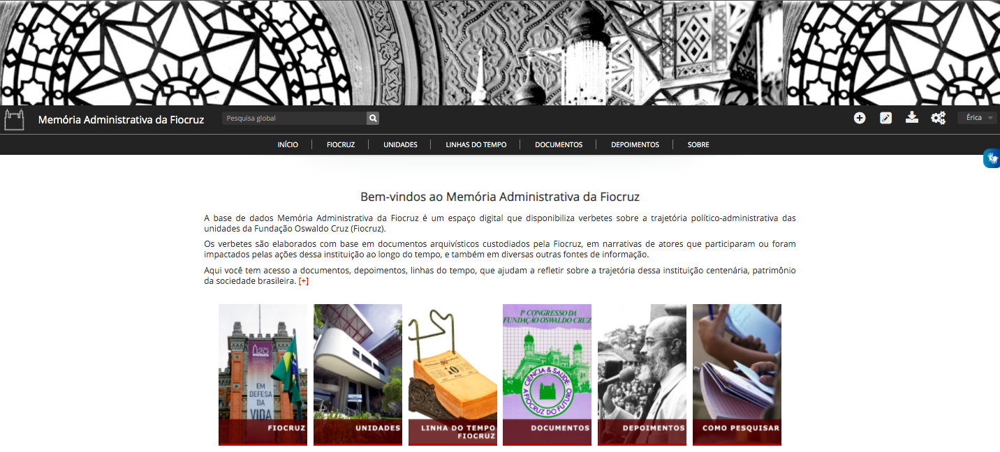 Memória Administrativa da Fiocruz
Pesquisa global
Érica
INÍCIO
FIOCRUZ
UNIDADES
LINHAS DO TEMPO
DOCUMENTOS
DEPOIMENTOS
SOBRE
Bem-vindos ao Memória Administrativa da Fiocruz
A base de dados Memória Administrativa da Fiocruz é um espaço digital que disponibiliza verbetes sobre a trajetória político-administrativa das
unidades da Fundação Oswaldo Cruz (Fiocruz).
Os verbetes são elaborados com base em documentos arquivísticos custodiados pela Fiocruz, em narrativas de atores que participaram ou foram
impactados pelas ações dessa instituição ao longo do tempo, e também em diversas outras fontes de informação.
Aqui você tem acesso a documentos, depoimentos, linhas do tempo, que ajudam a refletir sobre a trajetória dessa instituição centenária, patrimônio
da sociedade brasileira. [+]
120
EM
DEFESA
DA
VIDA
FIOCRUZ
UNIDADES
10
LINHA DO TEMPO
FIOCRUZ
1º CONGRESSO DA
FUNDAÇÃO OSWALDO CRUZ
CIÊNCIA & SAÚDE:
A FIOCRUZ DO FUTURO
DOCUMENTOS
DEPOIMENTOS
COMO PESQUISAR